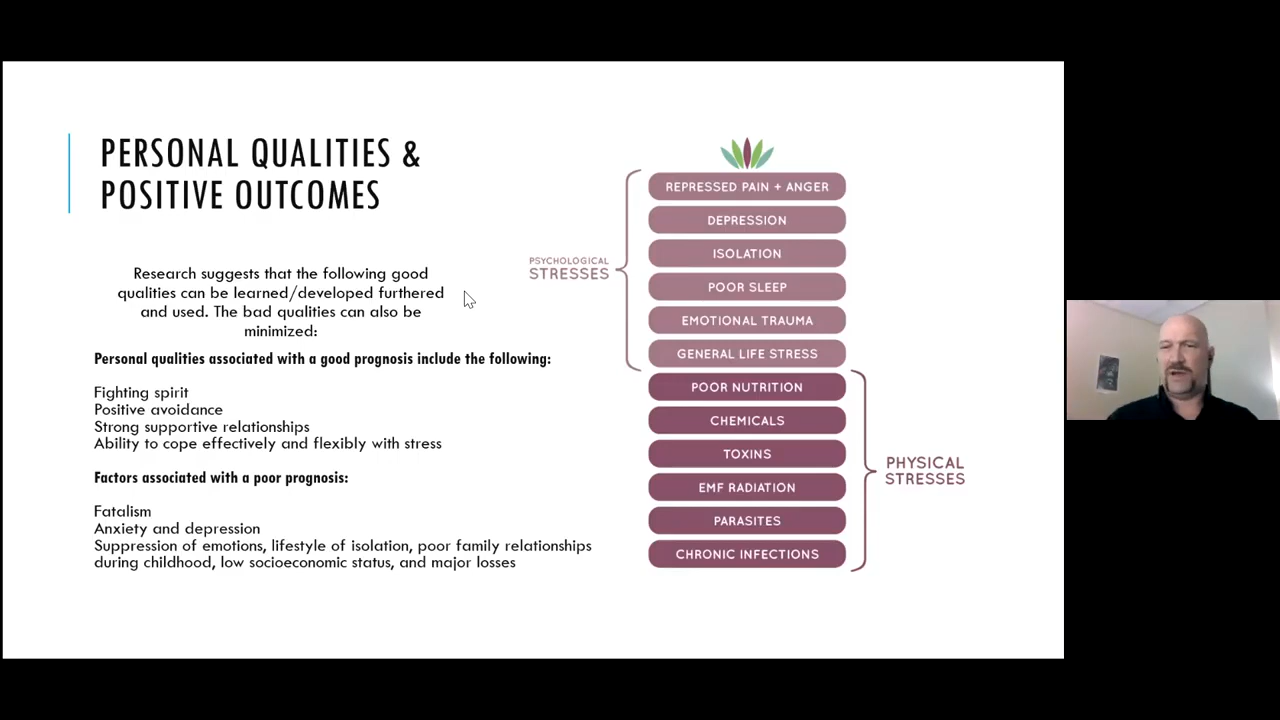 PERSONAL QUALITIES &
POSITIVE OUTCOMES
Research suggests that the following good
qualities can be learned/developed furthered
and used. The bad qualities can also be
minimized:
Personal qualities associated with a good prognosis include the following:
Fighting spirit
Positive avoidance
Strong supportive relationships
Ability to cope effectively and flexibly with stress
Factors associated with a poor prognosis:
Fatalism
Anxiety and depression
Suppression of emotions, lifestyle of isolation, poor family relationships
during childhood, low socioeconomic status, and major losses
PSYCHOLOGICAL
STRESSES
REPRESSED PAIN + ANGER
DEPRESSION
ISOLATION
POOR SLEEP
EMOTIONAL TRAUMA
GENERAL LIFE STRESS
POOR NUTRITION
CHEMICALS
TOXINS
EMF RADIATION
PARASITES
CHRONIC INFECTIONS
PHYSICAL
STRESSES